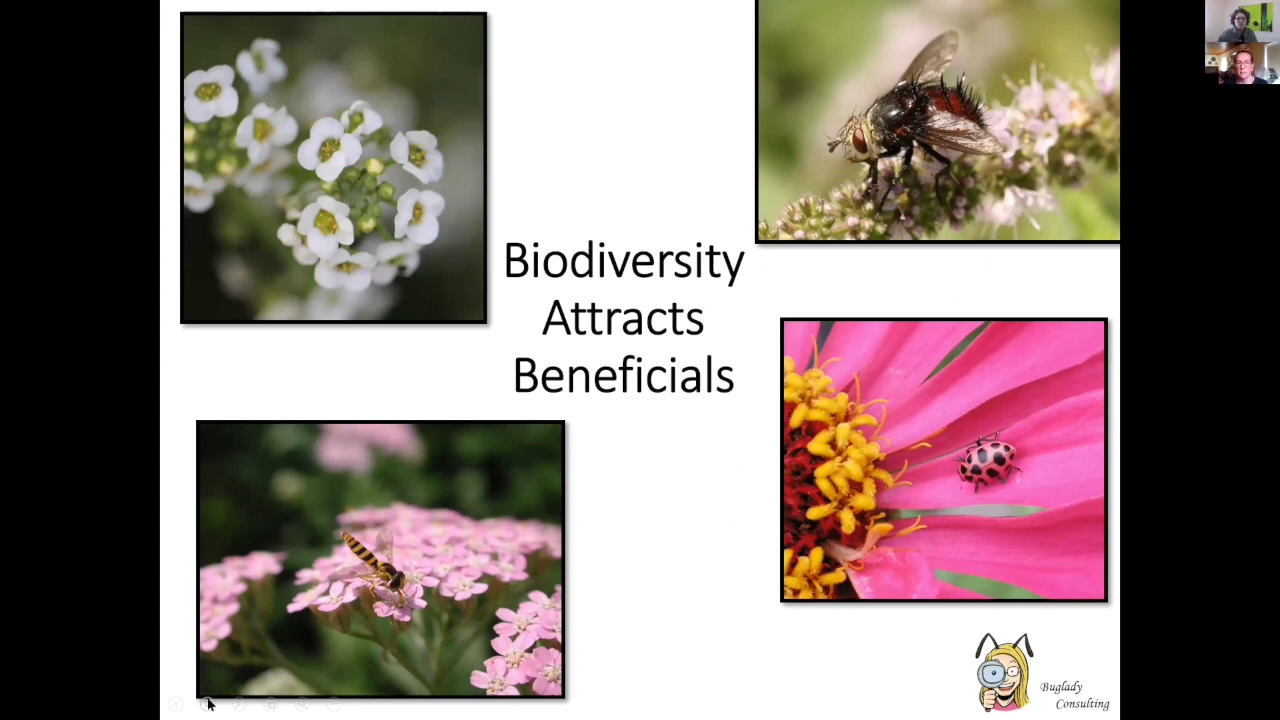 Biodiversity
Attracts
Beneficials
Buglady
Consulting